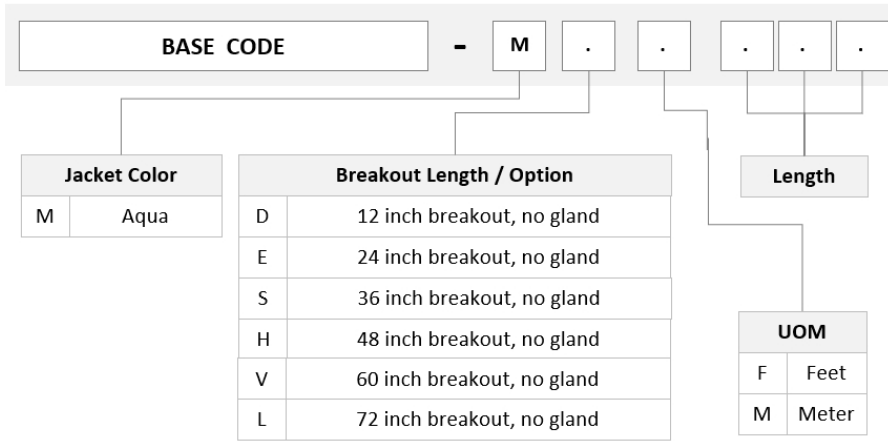 BASE CODE - M . . . . .
Jacket Color
M Aqua
Breakout Length / Option
D 12 inch breakout, no gland
E 24 inch breakout, no gland
S 36 inch breakout, no gland
H 48 inch breakout, no gland
V 60 inch breakout, no gland
L 72 inch breakout, no gland
Length
UOM
F Feet
M Meter